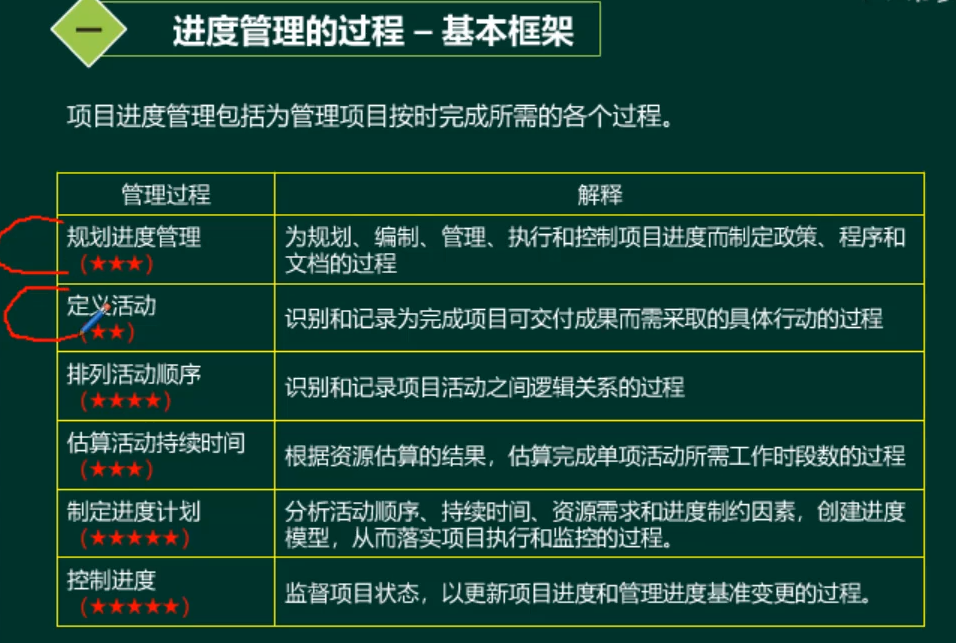 一
进度管理的过程 – 基本框架
项目进度管理包括为管理项目按时完成所需的各个过程。
管理过程
解释
规划进度管理
（★★★）
为规划、编制、管理、执行和控制项目进度而制定政策、程序和
文档的过程
定义活动
（★★）
识别和记录为完成项目可交付成果而需采取的具体行动的过程
排列活动顺序
（★★★★）
识别和记录项目活动之间逻辑关系的过程
估算活动持续时间
（★★★）
根据资源估算的结果，估算完成单项活动所需工作时段数的过程
制定进度计划
（★★★★★）
分析活动顺序、持续时间、资源需求和进度制约因素，创建进度
模型，从而落实项目执行和监控的过程。
控制进度
（★★★★★）
监督项目状态，以更新项目进度和管理进度基准变更的过程。